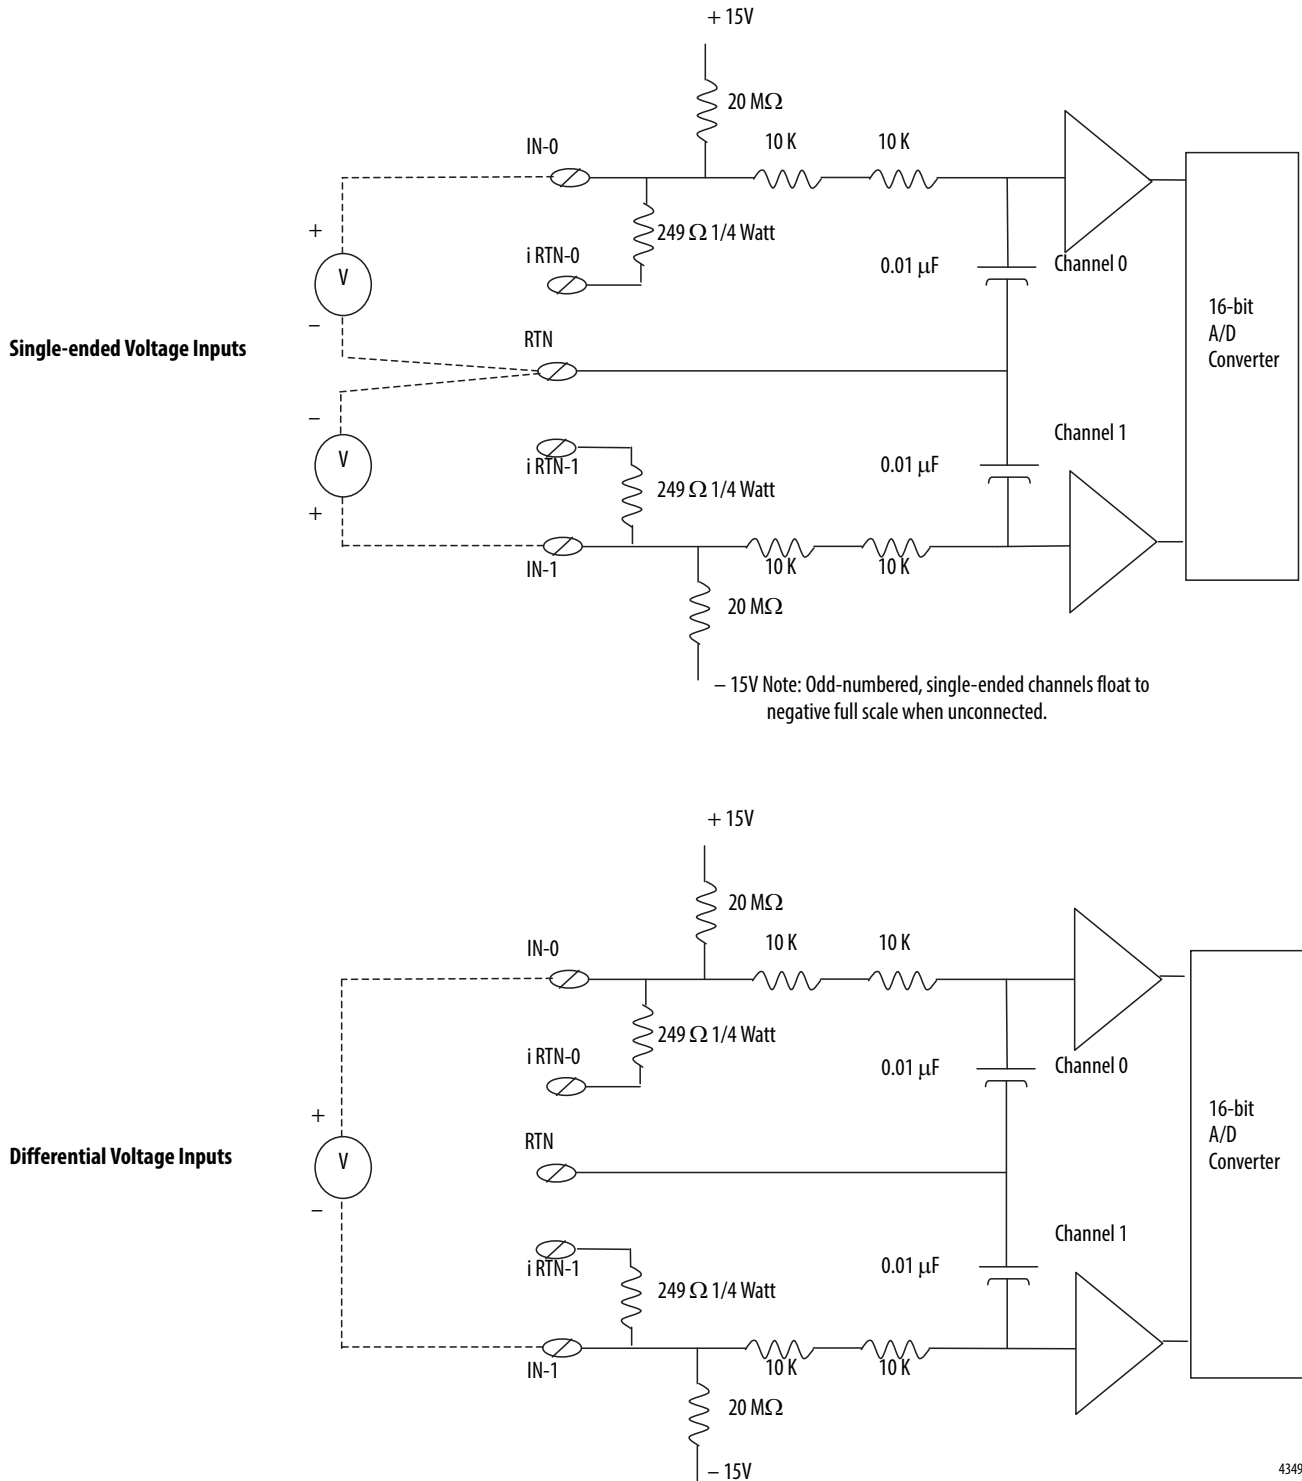 + 15V
20 MΩ
10 K
10 K
IN-0
+
249 Ω 1/4 Watt
i RTN-0
0.01 μF
Channel 0
V
16-bit
A/D
Converter
–
RTN
Single-ended Voltage Inputs
–
Channel 1
V
i RTN-1
0.01 μF
249 Ω 1/4 Watt
+
IN-1
10 K
10 K
20 MΩ
– 15V Note: Odd-numbered, single-ended channels float to
negative full scale when unconnected.
+ 15V
20 MΩ
10 K
10 K
IN-0
249 Ω 1/4 Watt
i RTN-0
0.01 μF
Channel 0
+
16-bit
A/D
Converter
RTN
Differential Voltage Inputs
V
–
Channel 1
i RTN-1
0.01 μF
249 Ω 1/4 Watt
IN-1
10 K
10 K
20 MΩ
– 15V
4349